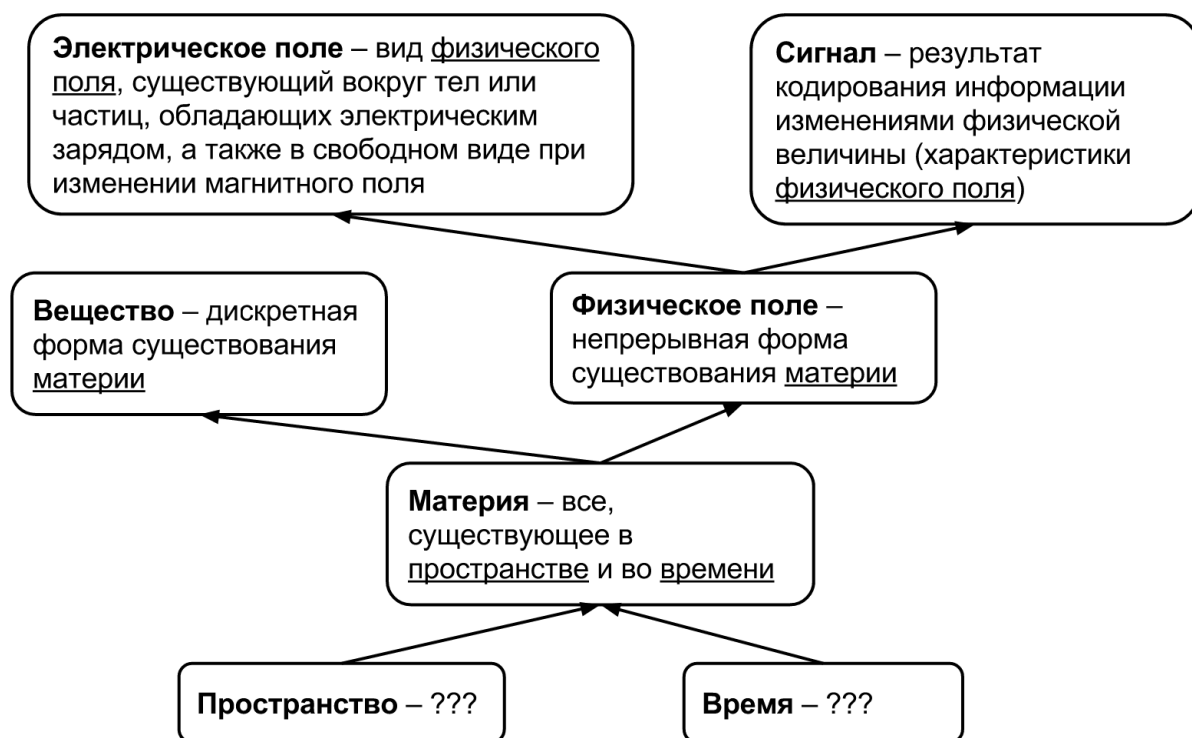 Электрическое поле – вид физического
поля, существующий вокруг тел или
частиц, обладающих электрическим
зарядом, а также в свободном виде при
изменении магнитного поля
Сигнал – результат
кодирования информации
изменениями физической
величины (характеристики
физического поля)
Вещество – дискретная
форма существования
материи
Физическое поле –
непрерывная форма
существования материи
Материя – все,
существующее в
пространстве и во времени
Пространство – ???
Время – ???